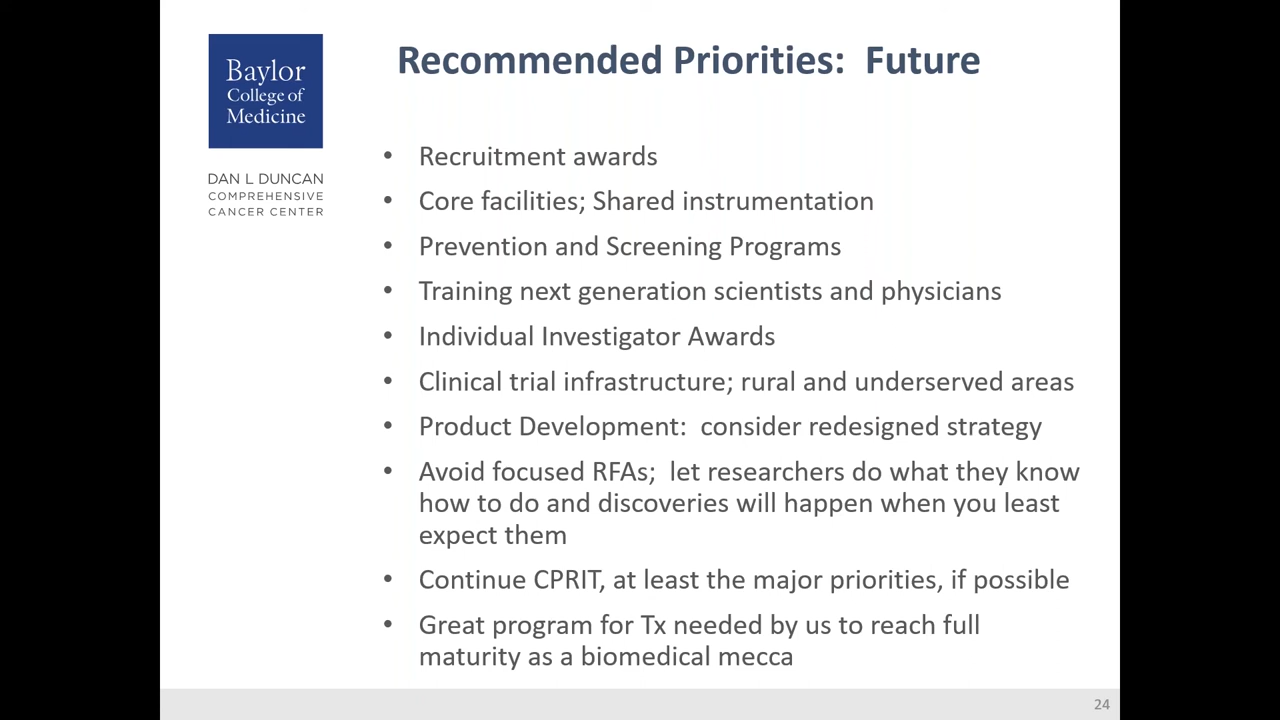 Baylor
College of
Medicine
DAN L DUNCAN
COMPREHENSIVE
CANCER CENTER
Recommended Priorities:  Future
• Recruitment awards
• Core facilities; Shared instrumentation
• Prevention and Screening Programs
• Training next generation scientists and physicians
• Individual Investigator Awards
• Clinical trial infrastructure; rural and underserved areas
• Product Development:  consider redesigned strategy
• Avoid focused RFAs;  let researchers do what they know
how to do and discoveries will happen when you least
expect them
• Continue CPRIT, at least the major priorities, if possible
• Great program for Tx needed by us to reach full
maturity as a biomedical mecca
24